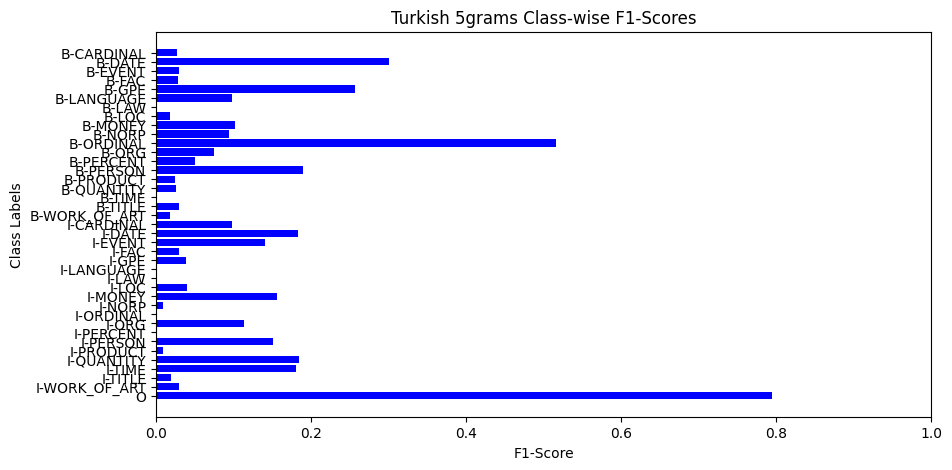 Turkish 5grams Class-wise F1-Scores
Class Labels
B-CARDINAL
B-DATE
B-EVENT
B-FAC
B-GPE
B-LANGUAGE
B-LAW
B-LOC
B-MONEY
B-NORP
B-ORDINAL
B-ORG
B-PERCENT
B-PERSON
B-PRODUCT
B-QUANTITY
B-TIME
B-TITLE
B-WORK_OF_ART
I-CARDINAL
I-DATE
I-EVENT
I-FAC
I-GPE
I-LANGUAGE
I-LAW
I-LOC
I-MONEY
I-NORP
I-ORDINAL
I-ORG
I-PERCENT
I-PERSON
I-PRODUCT
I-QUANTITY
I-TIME
I-TITLE
I-WORK_OF_ART
O
0.0 0.2 0.4 0.6 0.8 1.0
F1-Score